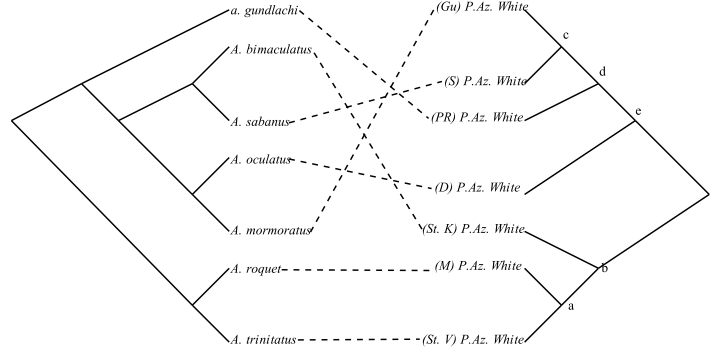 a. gundlachi
A. bimaculatus
A. sabanus
A. oculatus
A. mormoratus
A. roquet
A. trinitatus
(Gu) P.Az. White
(S) P.Az. White
(PR) P.Az. White
(D) P.Az. White
(St. K) P.Az. White
(M) P.Az. White
(St. V) P.Az. White
c
d
e
b
a